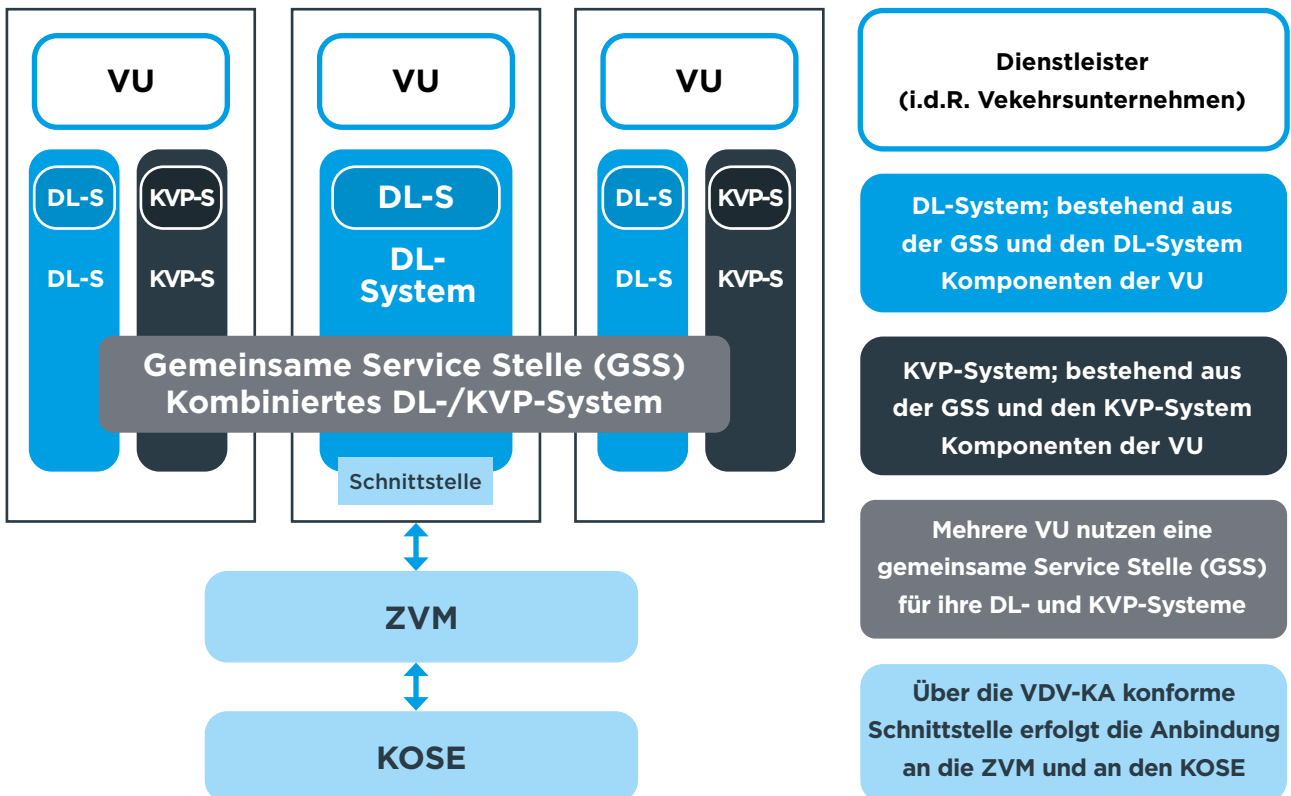 VU
VU
VU
DL-S
KVP-S
DL-S
DL-S
KVP-S
DL-S
KVP-S
DL-
System
DL-S
KVP-S
Gemeinsame Service Stelle (GSS)
Kombiniertes DL-/KVP-System
Schnittstelle
ZVM
KOSE
Dienstleister
(i.d.R. Vekehrsunternehmen)
DL-System; bestehend aus
der GSS und den DL-System
Komponenten der VU
KVP-System; bestehend aus
der GSS und den KVP-System
Komponenten der VU
Mehrere VU nutzen eine
gemeinsame Service Stelle (GSS)
für ihre DL- und KVP-Systeme
Über die VDV-KA konforme
Schnittstelle erfolgt die Anbindung
an die ZVM und an den KOSE